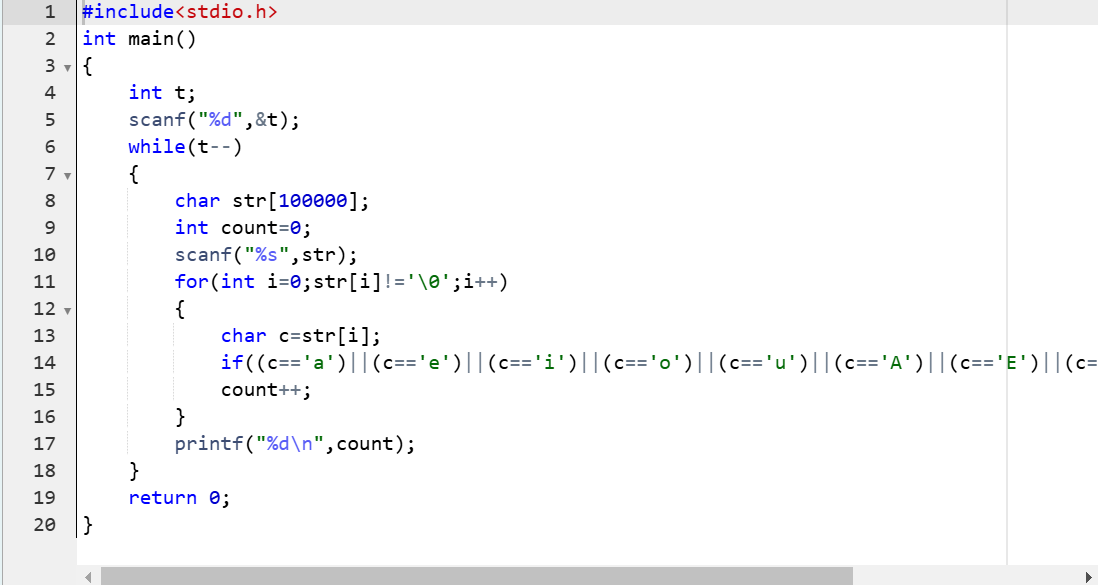 1 #include<stdio.h>
2 int main()
3 {
4 int t;
5 scanf("%d",&t);
6 while(t--)
7 {
8 char str[100000];
9 int count=0;
10 scanf("%s",str);
11 for(int i=0;str[i]!='\0';i++)
12 {
13 char c=str[i];
14 if((c=='a')||(c=='e')||(c=='i')||(c=='o')||(c=='u')||(c=='A')||(c=='E')||(c=
15 count++;
16 }
17 printf("%d\n",count);
18 }
19 return 0;
20 }